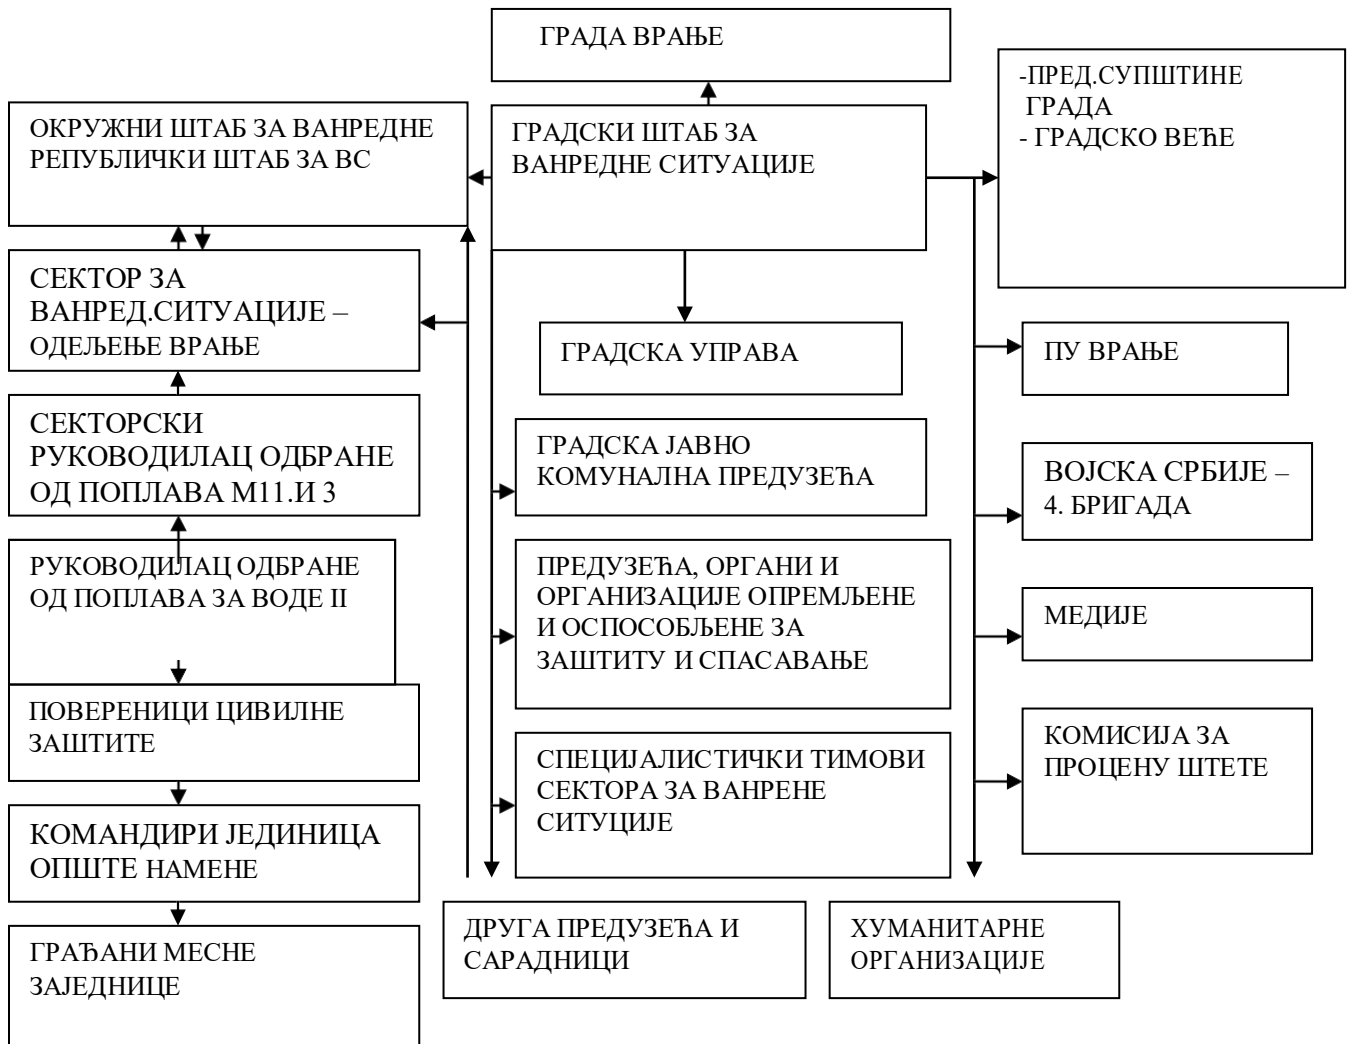 ГРАДА ВРАЊЕ
-ПРЕД.СУПШТИНЕ
ГРАДА
- ГРАДСКО ВЕЋЕ
ОКРУЖНИ ШТАБ ЗА ВАНРЕДНЕ
РЕПУБЛИЧКИ ШТАБ ЗА ВС
ГРАДСКИ ШТАБ ЗА
ВАНРЕДНЕ СИТУАЦИЈЕ
СЕКТОР ЗА
ВАНРЕД.СИТУАЦИЈЕ –
ОДЕЉЕЊЕ ВРАЊЕ
ГРАДСКА УПРАВА
ПУ ВРАЊЕ
СЕКТОРСКИ
РУКОВОДИЛАЦ ОДБРАНЕ
ОД ПОПЛАВА М11.И 3
ГРАДСКА ЈАВНО
КОМУНАЛНА ПРЕДУЗЕЋА
ВОЈСКА СРБИЈЕ –
4. БРИГАДА
РУКОВОДИЛАЦ ОДБРАНЕ
ОД ПОПЛАВА ЗА ВОДЕ II
ПРЕДУЗЕЋА, ОРГАНИ И
ОРГАНИЗАЦИЈЕ ОПРЕМЉЕНЕ
И ОСПОСОБЉЕНЕ ЗА
ЗАШТИТУ И СПАСАВАЊЕ
МЕДИЈЕ
ПОВЕРЕНИЦИ ЦИВИЛНЕ
ЗАШТИТЕ
СПЕЦИЈАЛИСТИЧКИ ТИМОВИ
СЕКТОРА ЗА ВАНРЕНЕ
СИТУЦИЈЕ
КОМИСИЈА ЗА
ПРОЦЕНУ ШТЕТЕ
КОМАНДИРИ ЈЕДИНИЦА
ОПШТЕ НАМЕНЕ
ДРУГА ПРЕДУЗЕЋА И
САРАДНИЦИ
ХУМАНИТАРНЕ
ОРГАНИЗАЦИЈЕ
ГРАЂАНИ МЕСНЕ
ЗАЈЕДНИЦЕ